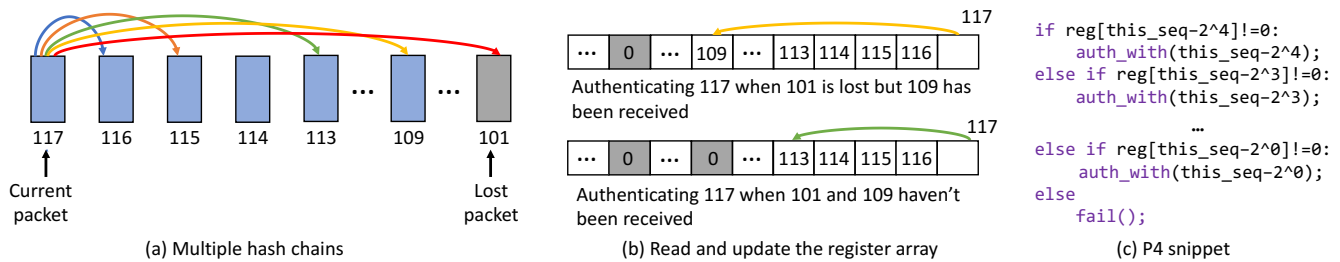 117 116 115 114 113 ... 109 ... 101
Current
packet
Lost
packet
(a) Multiple hash chains
117
... 0 ... 109 ... 113 114 115 116
Authenticating 117 when 101 is lost but 109 has
been received
117
... 0 ... 0 ... 113 114 115 116
Authenticating 117 when 101 and 109 haven't
been received
(b) Read and update the register array
if reg[this_seq-2^4]!=0:
auth_with(this_seq-2^4);
else if reg[this_seq-2^3]!=0:
auth_with(this_seq-2^3);
...
else if reg[this_seq-2^0]!=0:
auth_with(this_seq-2^0);
else
fail();
(c) P4 snippet